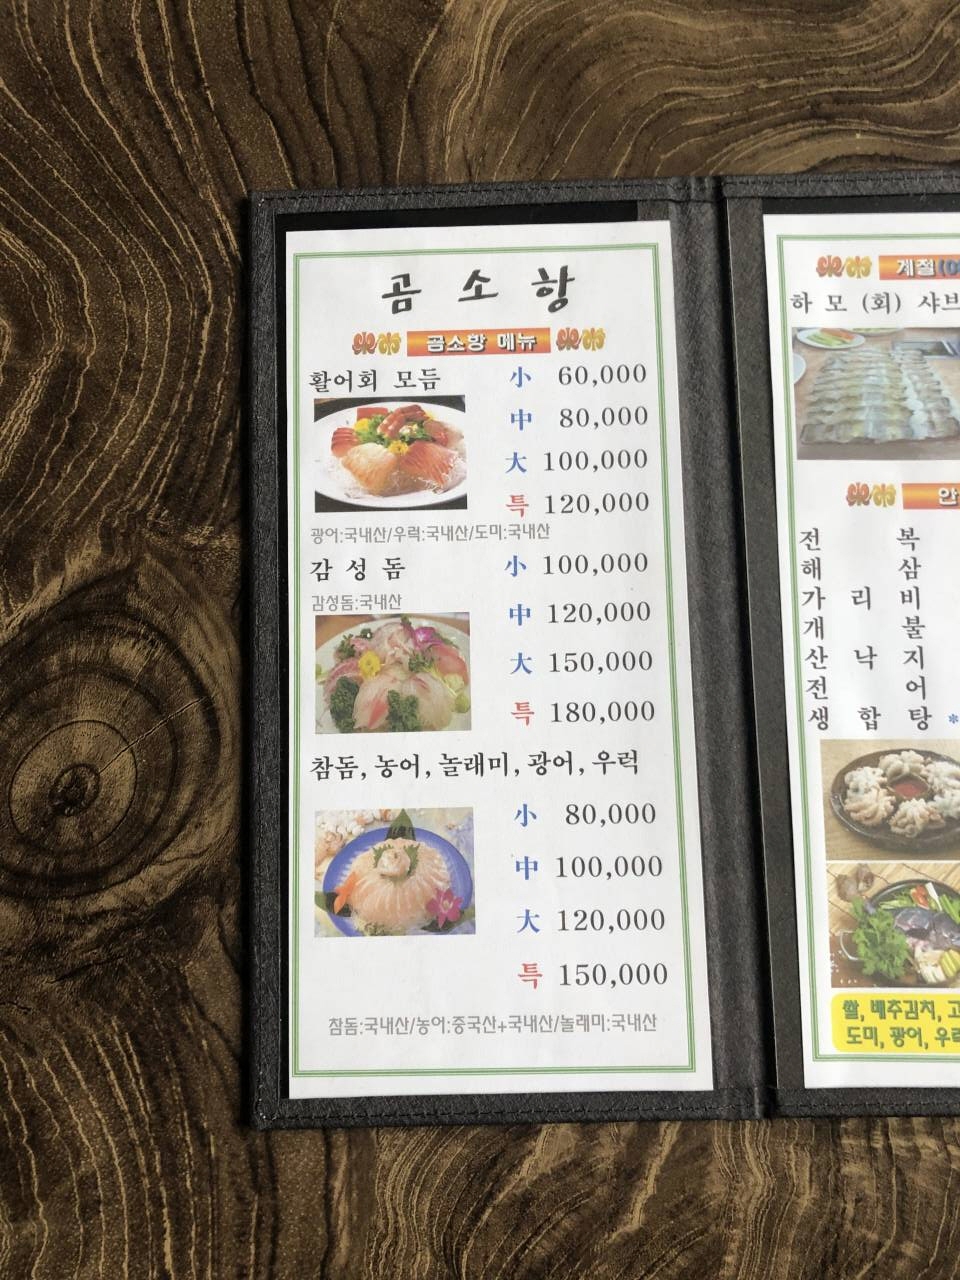 곰소항
곰소항 메뉴
활어회 모듬 小 60,000
中 80,000
大 100,000
특 120,000
광어:국내산/우럭:국내산/도미:국내산
감성돔 小 100,000
감성돔:국내산
中 120,000
大 150,000
특 180,000
참돔, 농어, 놀래미, 광어, 우럭
小 80,000
中 100,000
大 120,000
특 150,000
참돔:국내산/농어:중국산+국내산/놀래미:국내산
계절(
하모(회) 샤브
전복
해삼
가리비
개불
산낙지
전어
생합탕 *
쌀, 배추김치, 고
도미, 광어, 우럭